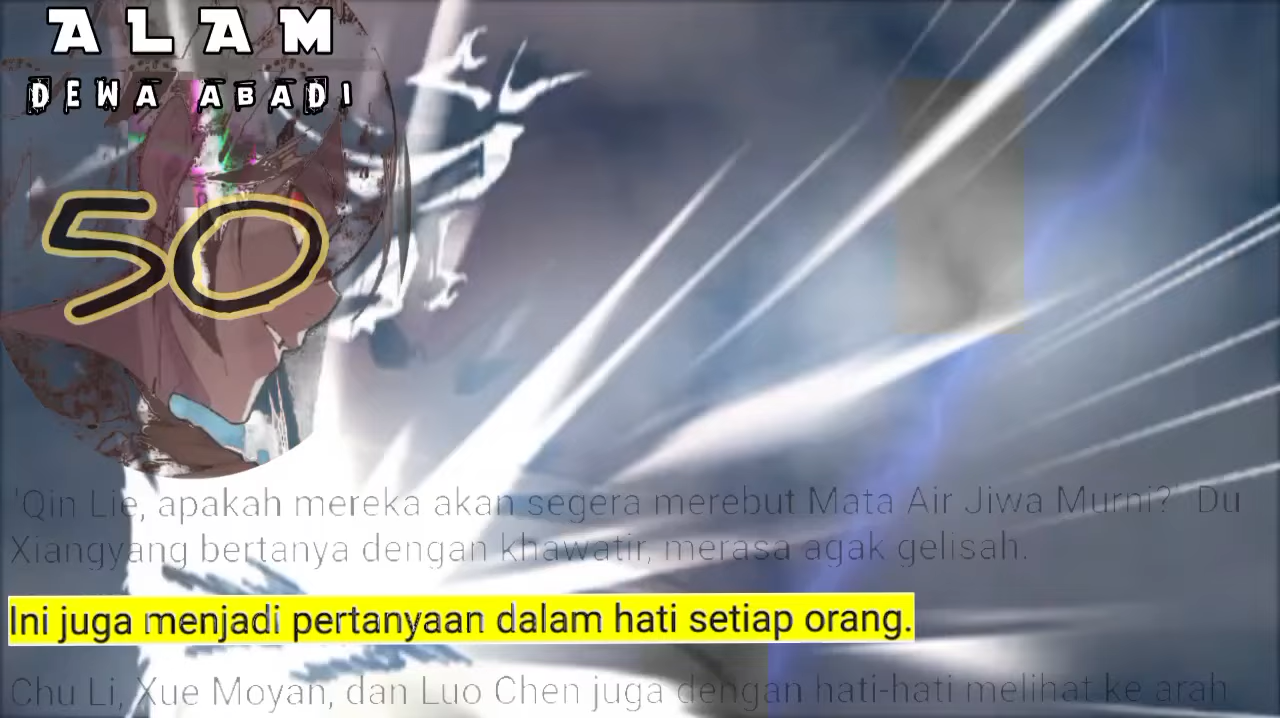 ALAM
DEWA ABADI
50
'Qin Lie, apakah mereka akan segera merebut Mata Air Jiwa Murni?' Du
Xiangyang bertanya dengan khawatir, merasa agak gelisah.
Ini juga menjadi pertanyaan dalam hati setiap orang.
Chu Li, Xue Moyan, dan Luo Chen juga dengan hati-hati melihat ke arah